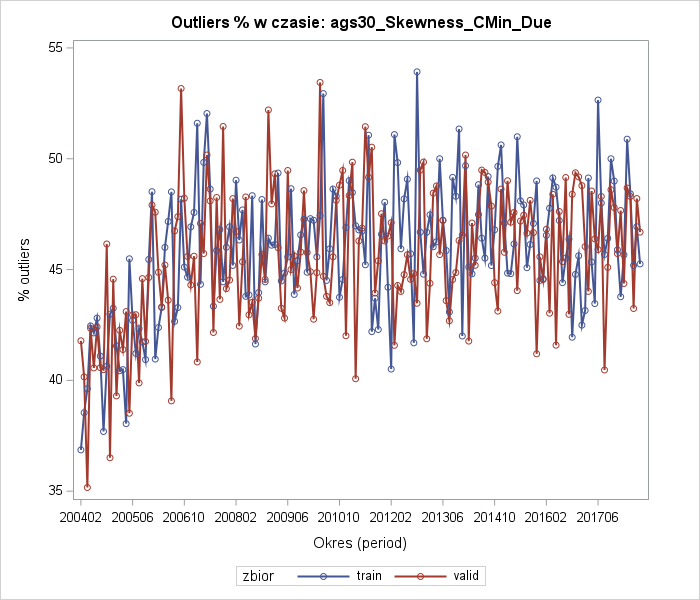 Outliers % w czasie: ags30_Skewness_CMin_Due
55
50
45
40
35
% outliers
200402 200506 200610 200802 200906 201010 201202 201306 201410 201602 201706
Okres (period)
zbior train valid